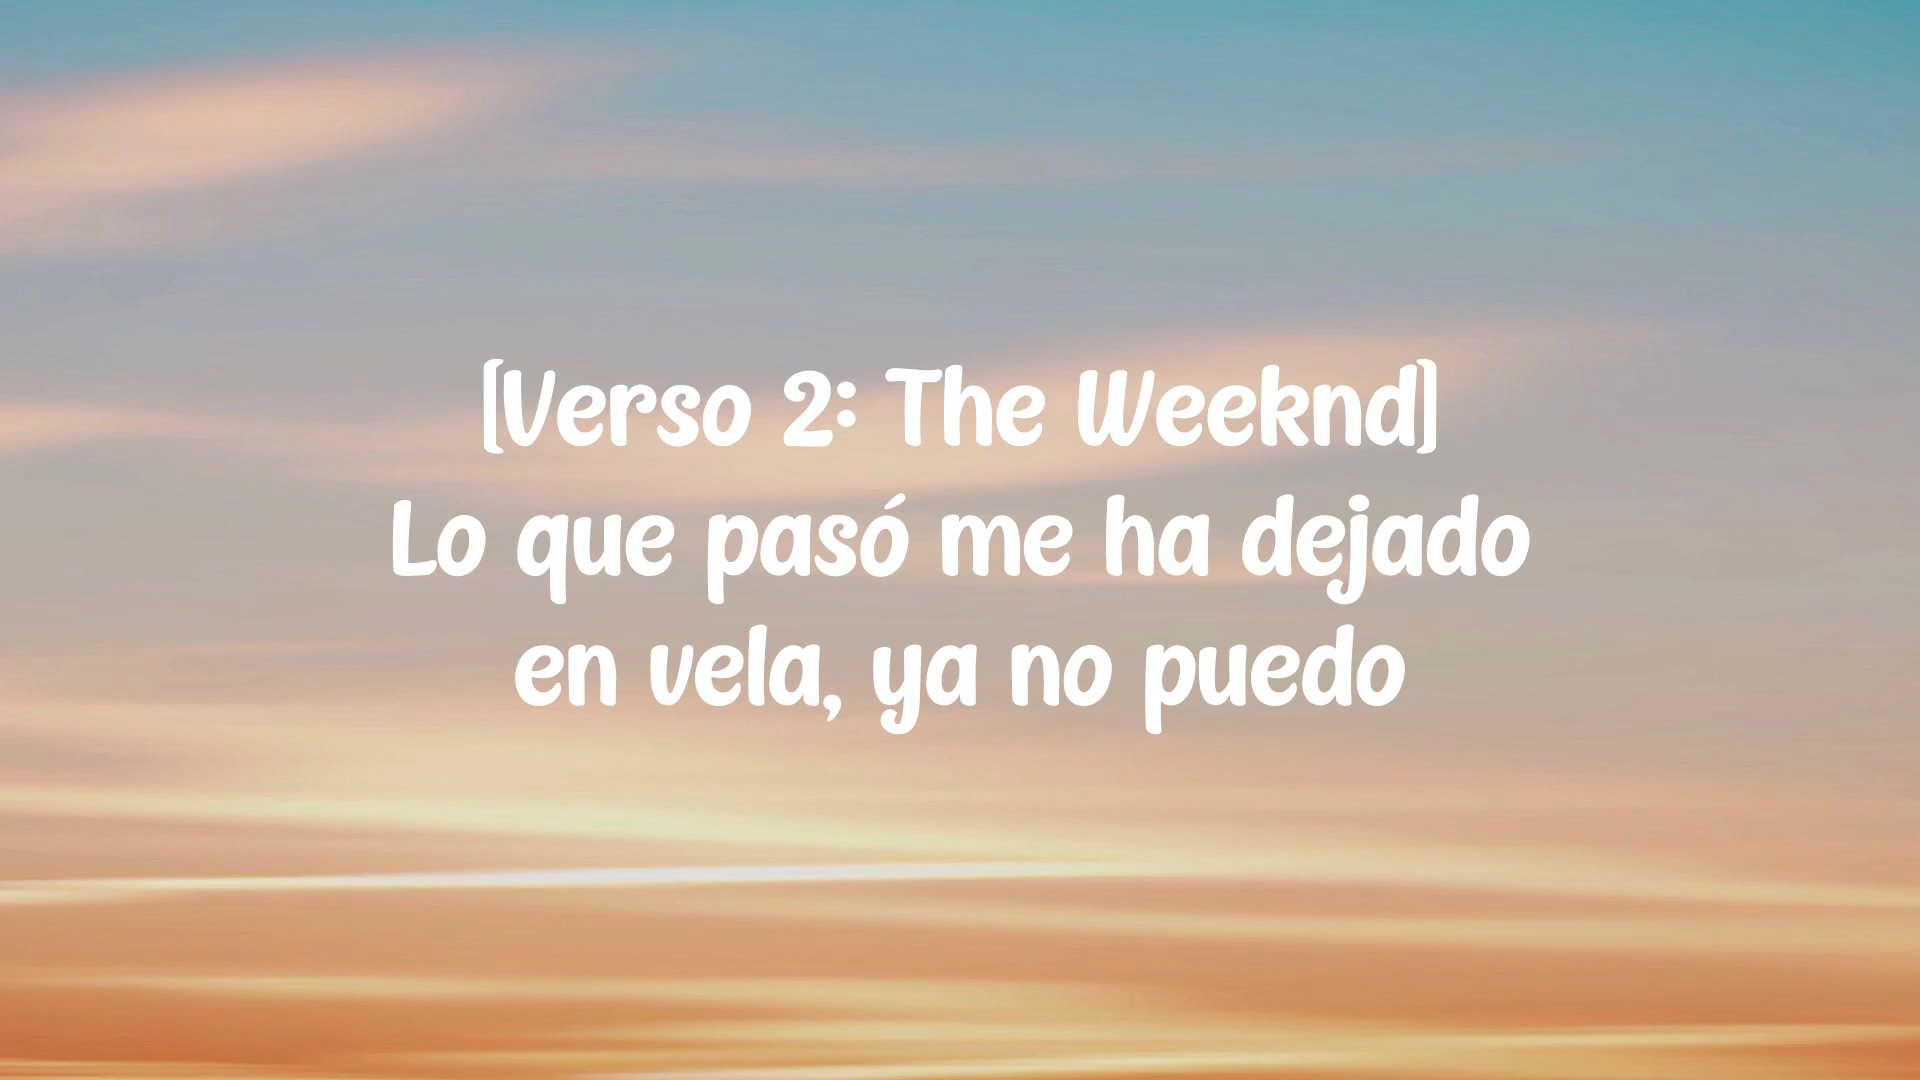 [Verso 2: The Weeknd]
Lo que pasó me ha dejado
en vela, ya no puedo